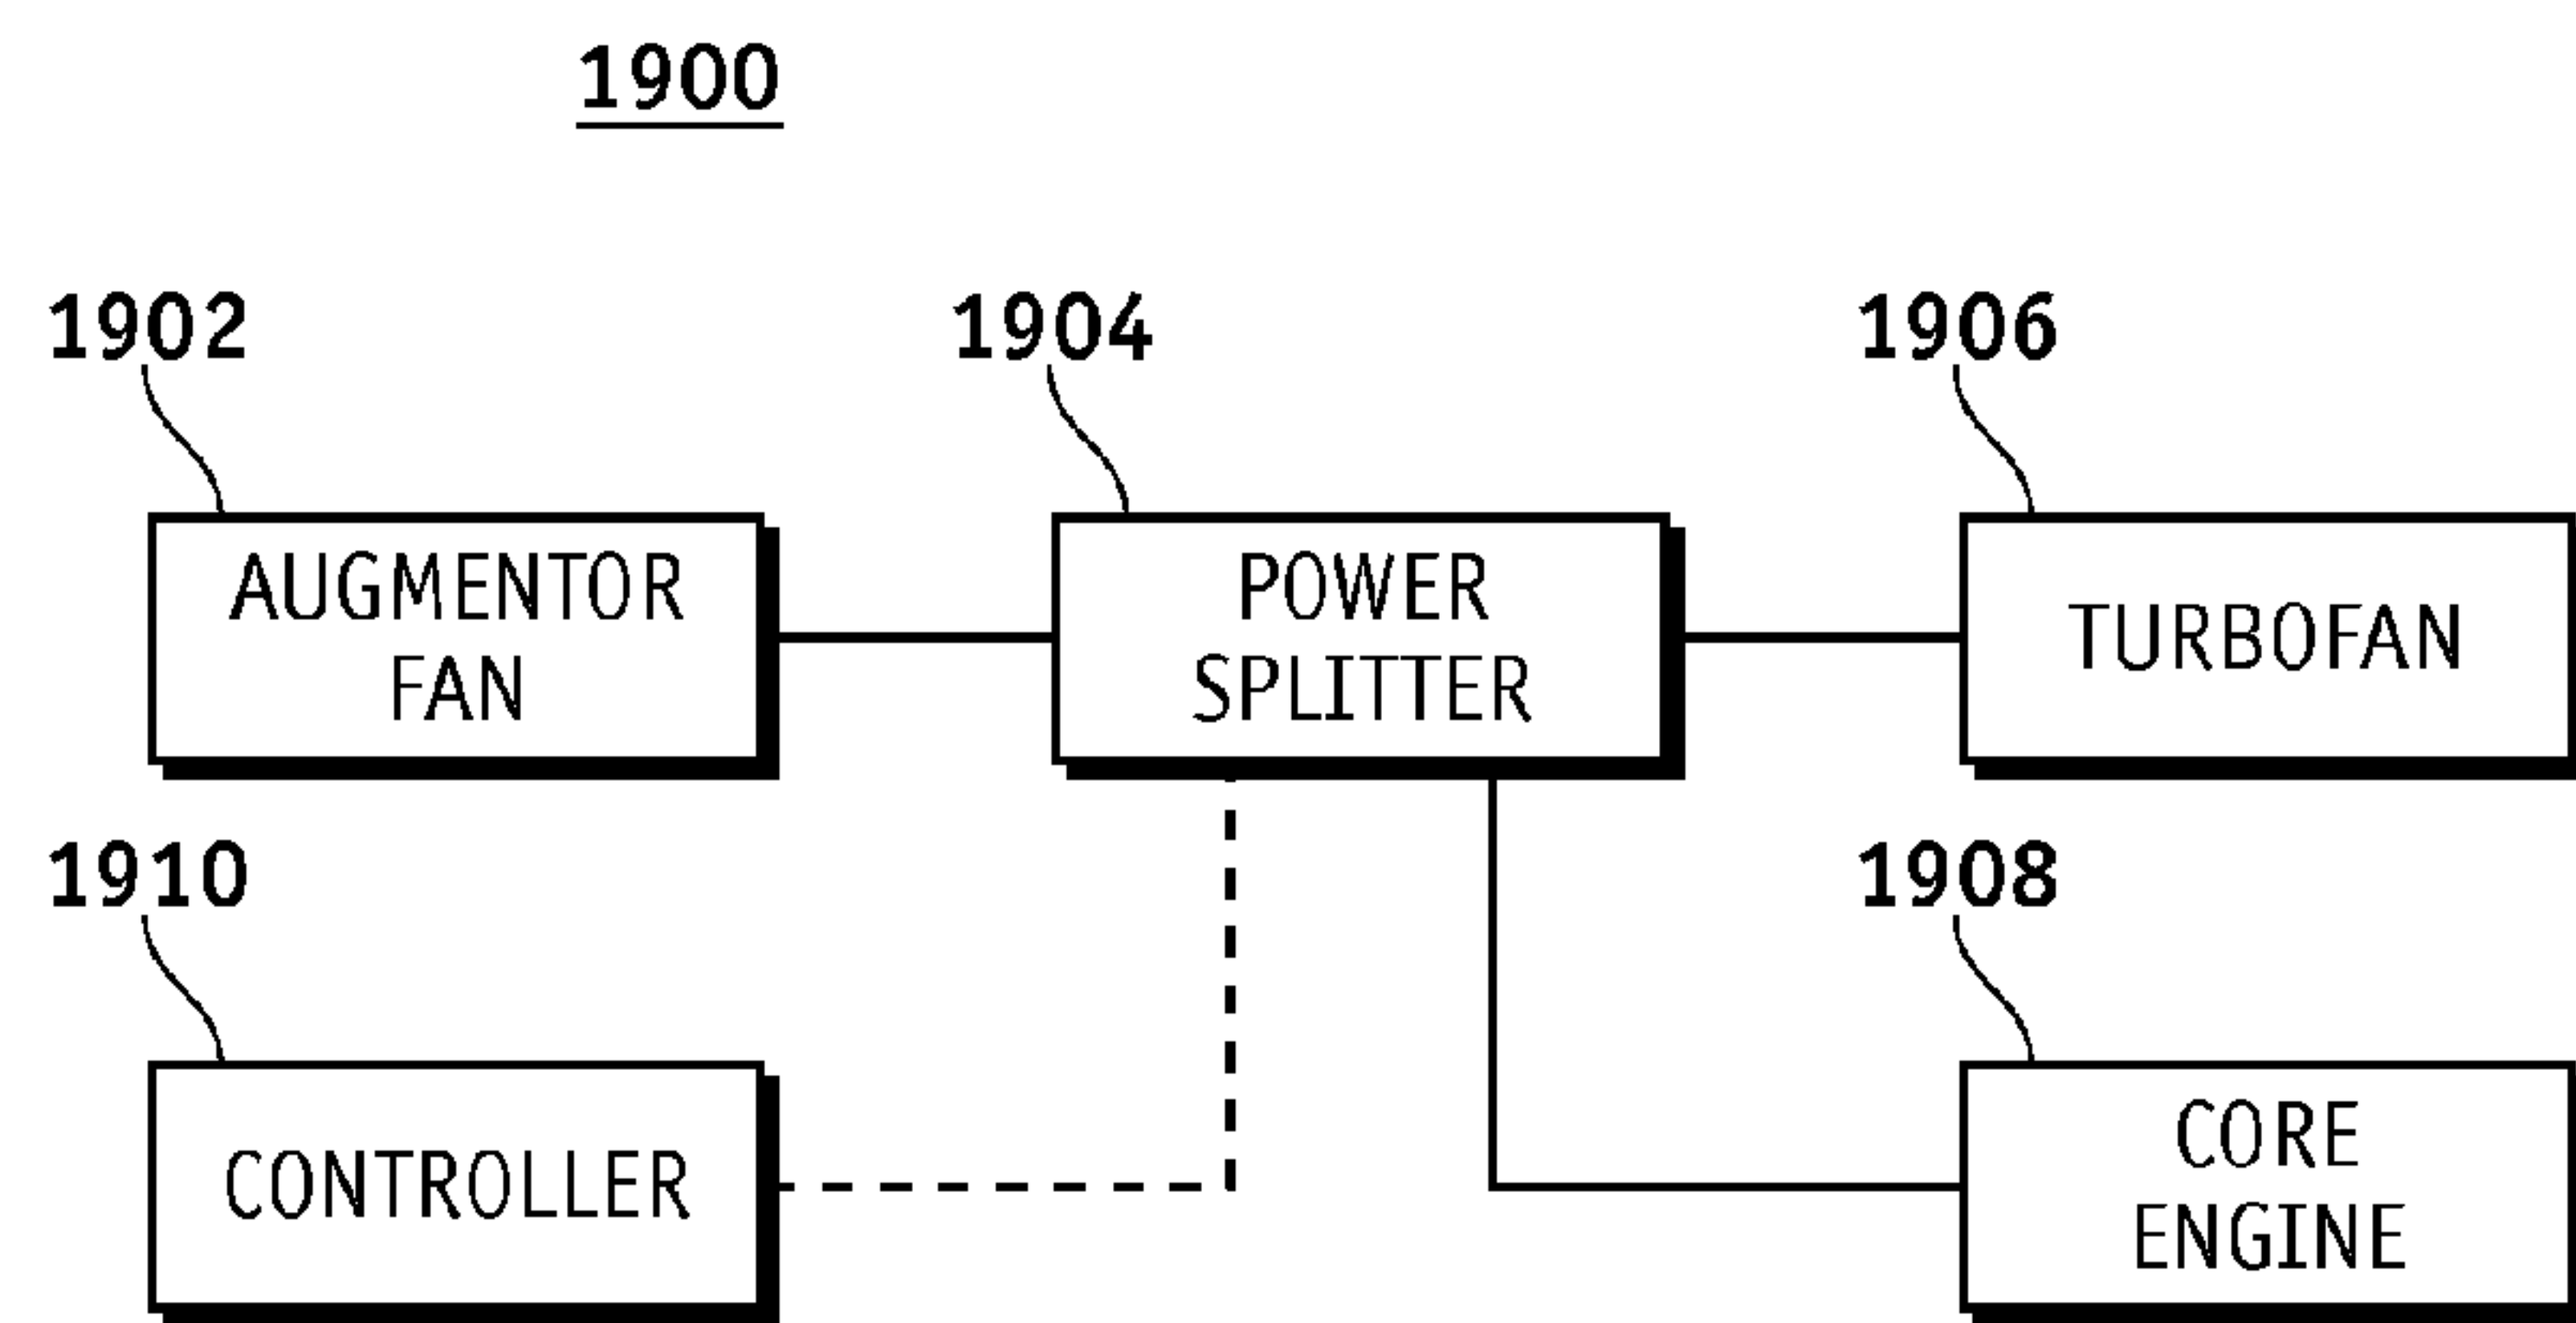 1900
1902
1904
1906
AUGMENTOR
FAN
POWER
SPLITTER
TURBOFAN
1910
1908
CONTROLLER
CORE
ENGINE